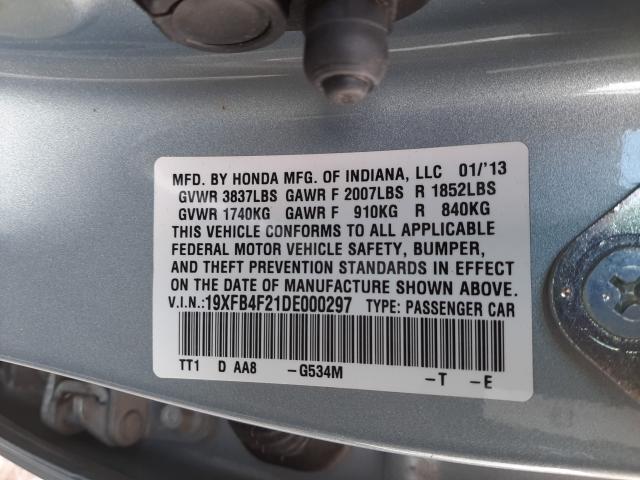 MFD. BY HONDA MFG. OF INDIANA, LLC 01/'13
GVWR 3837LBS GAWR F 2007LBS R 1852LBS
GVWR 1740KG GAWR F 910KG R 840KG
THIS VEHICLE CONFORMS TO ALL APPLICABLE
FEDERAL MOTOR VEHICLE SAFETY, BUMPER,
AND THEFT PREVENTION STANDARDS IN EFFECT
ON THE DATE OF MANUFACTURE SHOWN ABOVE.
V.I.N.:19XFB4F21DE000297 TYPE: PASSENGER CAR
TT1 D AA8 -G534M -T -E